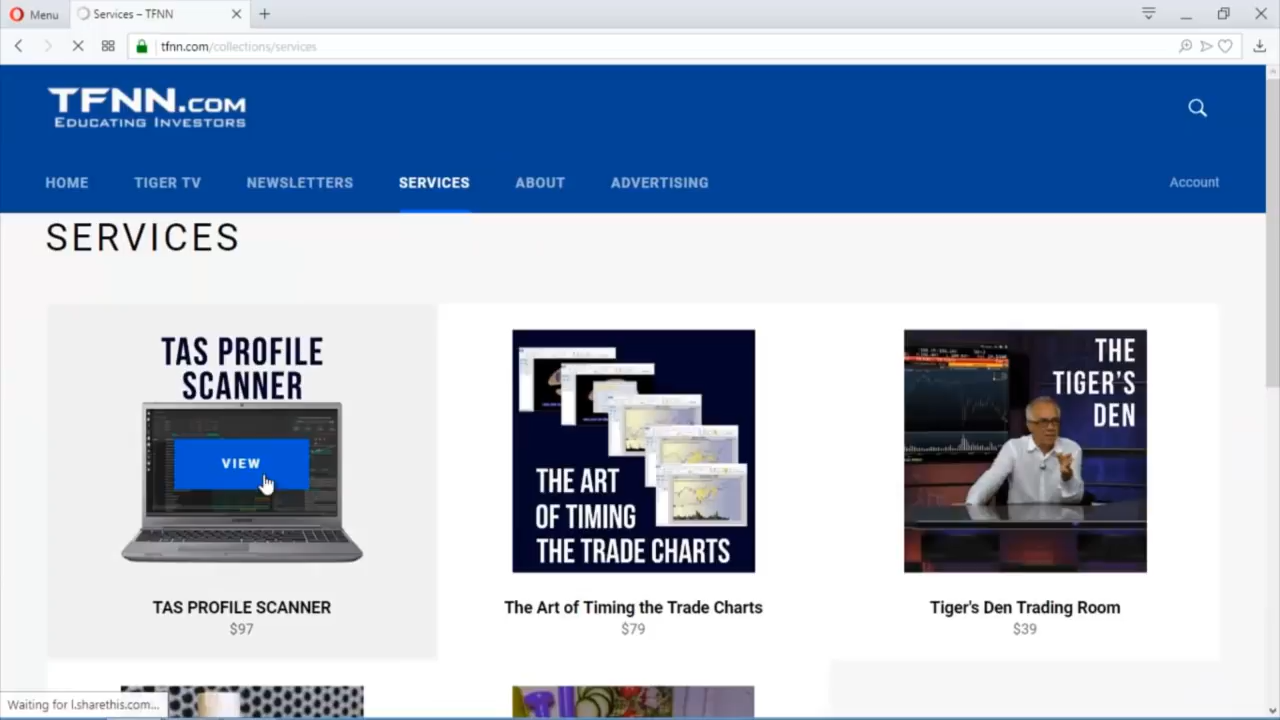 Menu
Services – TFNN
tfnn.com/collections/services
TFNN.COM
EDUCATING INVESTORS
HOME TIGER TV NEWSLETTERS SERVICES ABOUT ADVERTISING Account
SERVICES
TAS PROFILE
SCANNER
VIEW
TAS PROFILE SCANNER
$97
THE ART
OF TIMING
THE TRADE CHARTS
The Art of Timing the Trade Charts
$79
THE
TIGER'S
DEN
Tiger's Den Trading Room
$39
Waiting for l.sharethis.com...